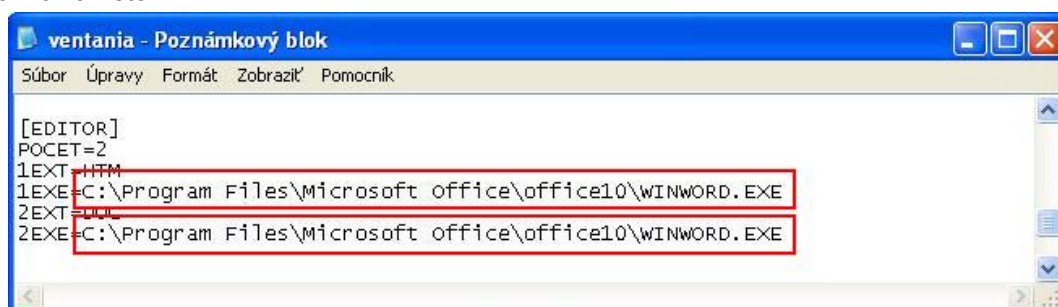 ventania - Poznámkový blok
Súbor Úpravy Formát Zobraziť Pomocník
[EDITOR]
POCET=2
1EXT=HTM
1EXE=C:\Program Files\Microsoft Office\office10\WINWORD.EXE
2EXT=DOC
2EXE=C:\Program Files\Microsoft Office\office10\WINWORD.EXE